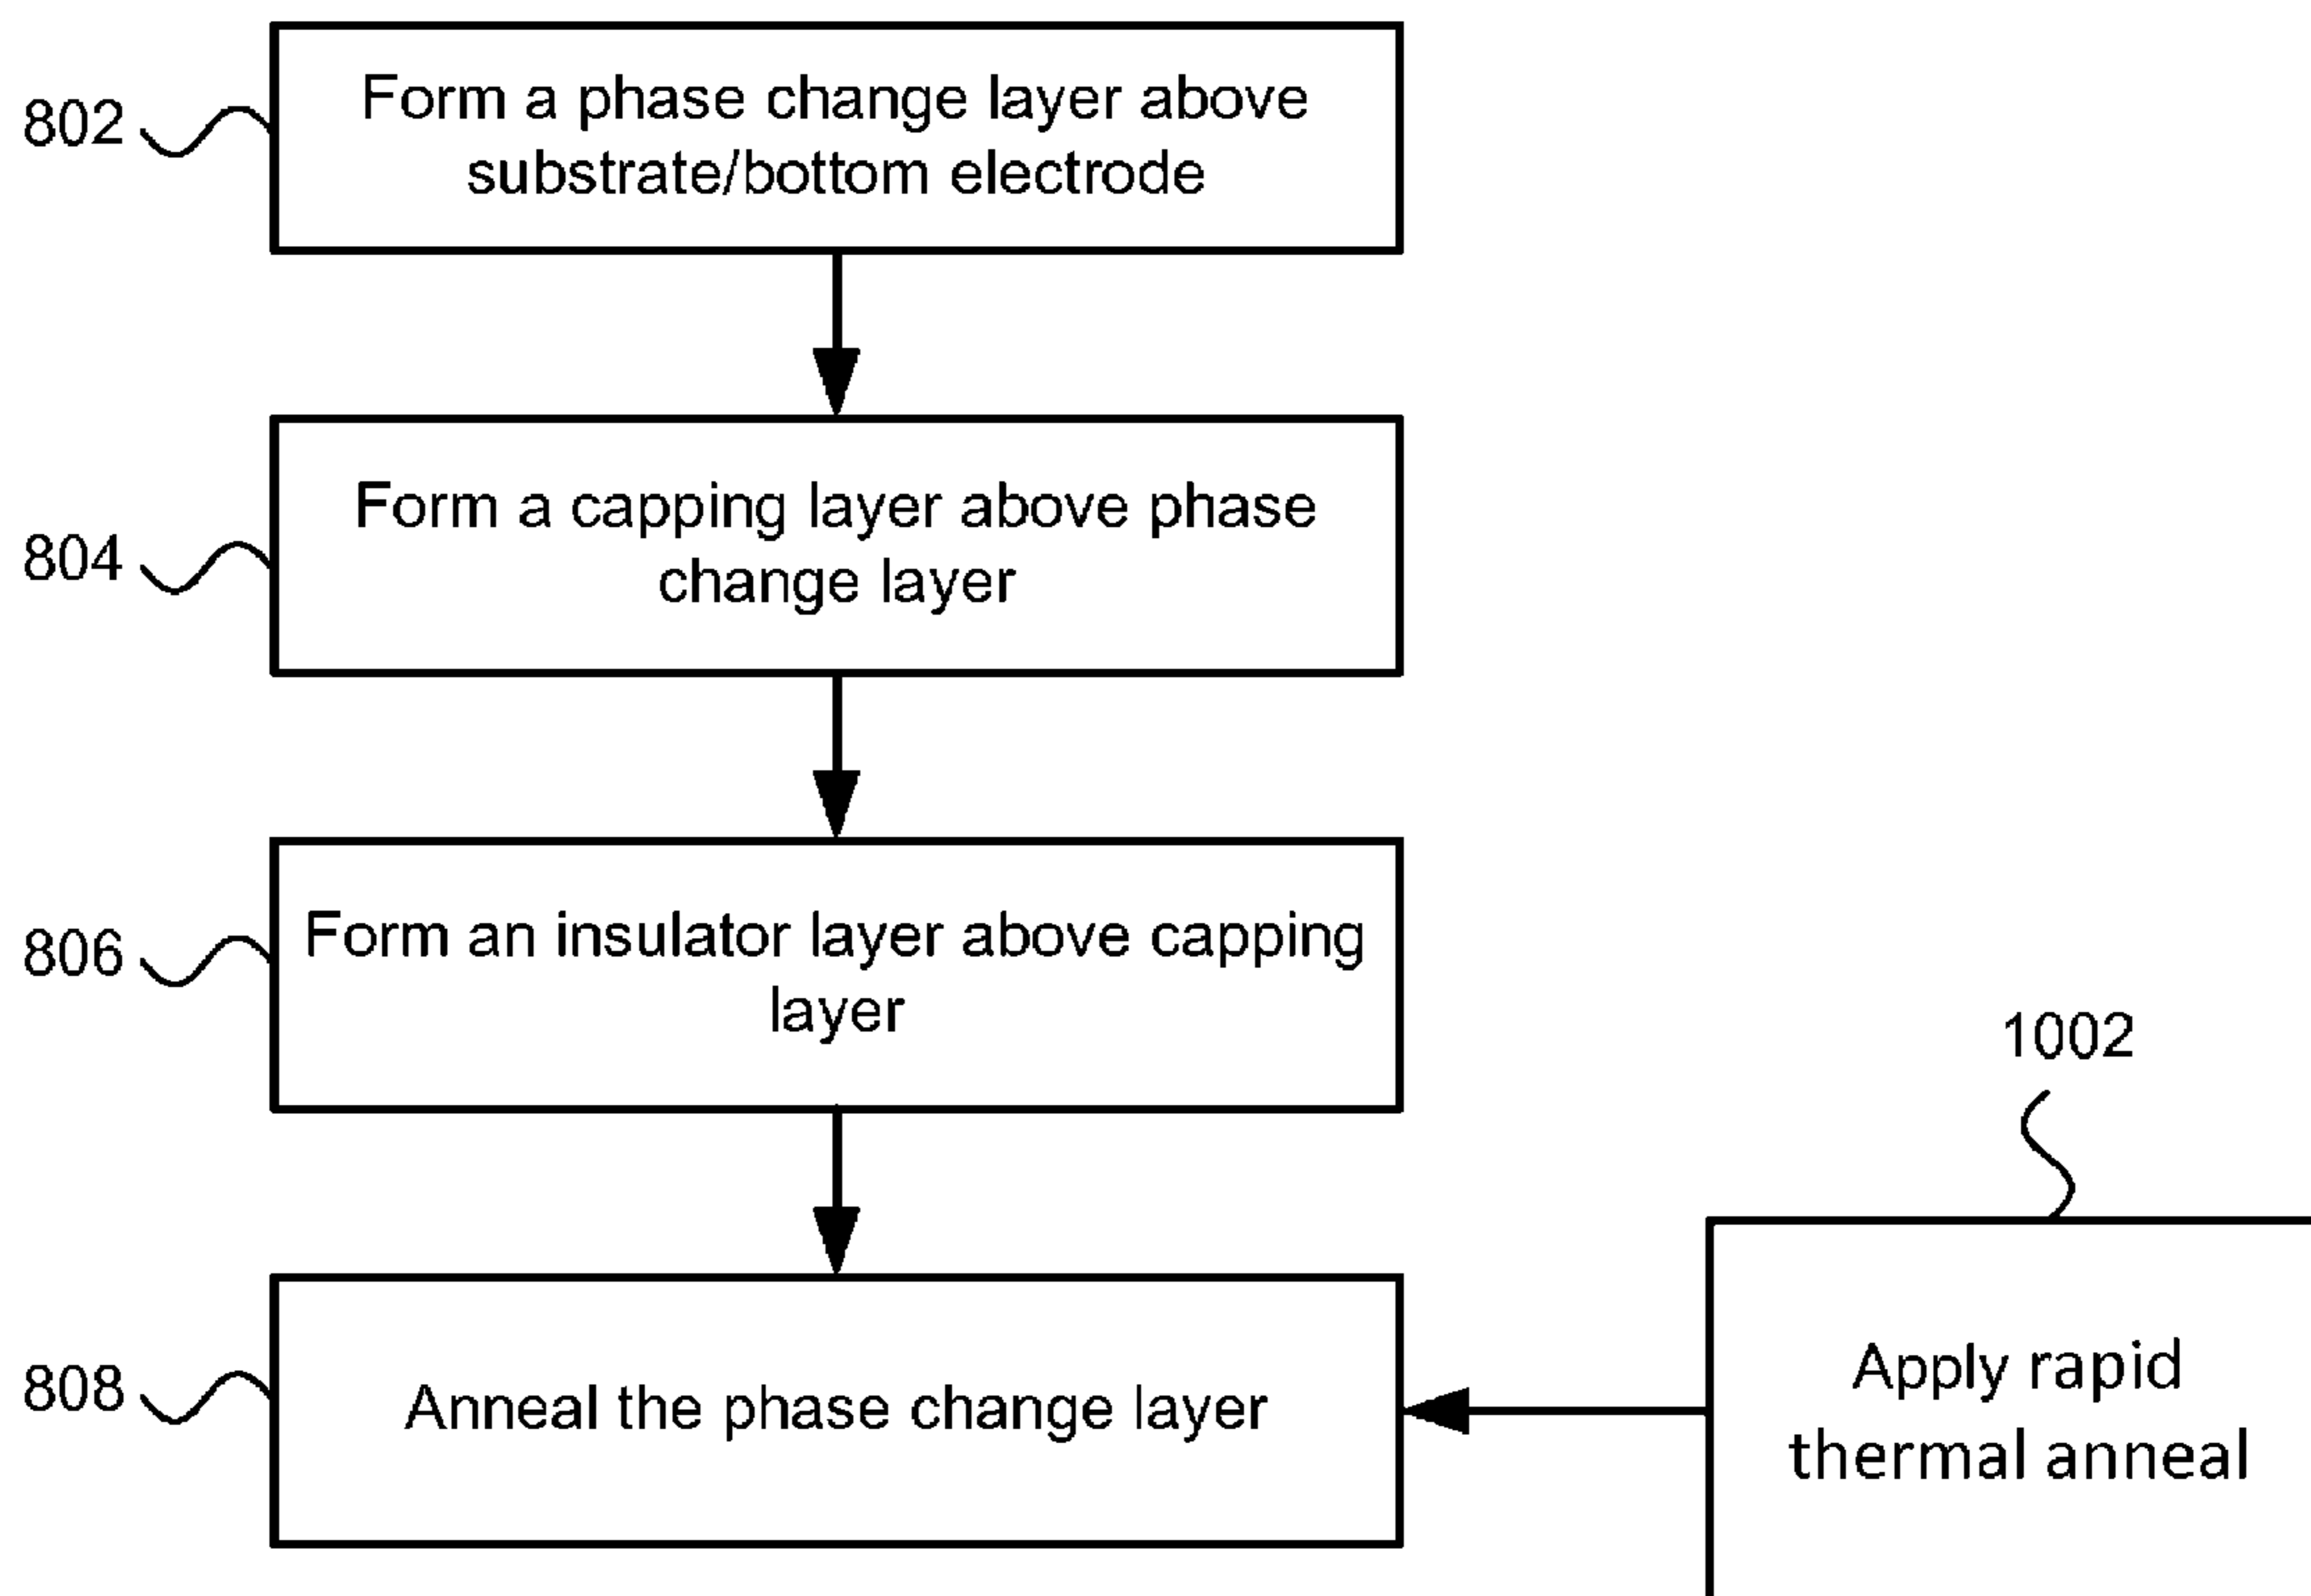 802
Form a phase change layer above
substrate/bottom electrode
804
Form a capping layer above phase
change layer
806
Form an insulator layer above capping
layer
1002
808
Anneal the phase change layer
Apply rapid
thermal anneal